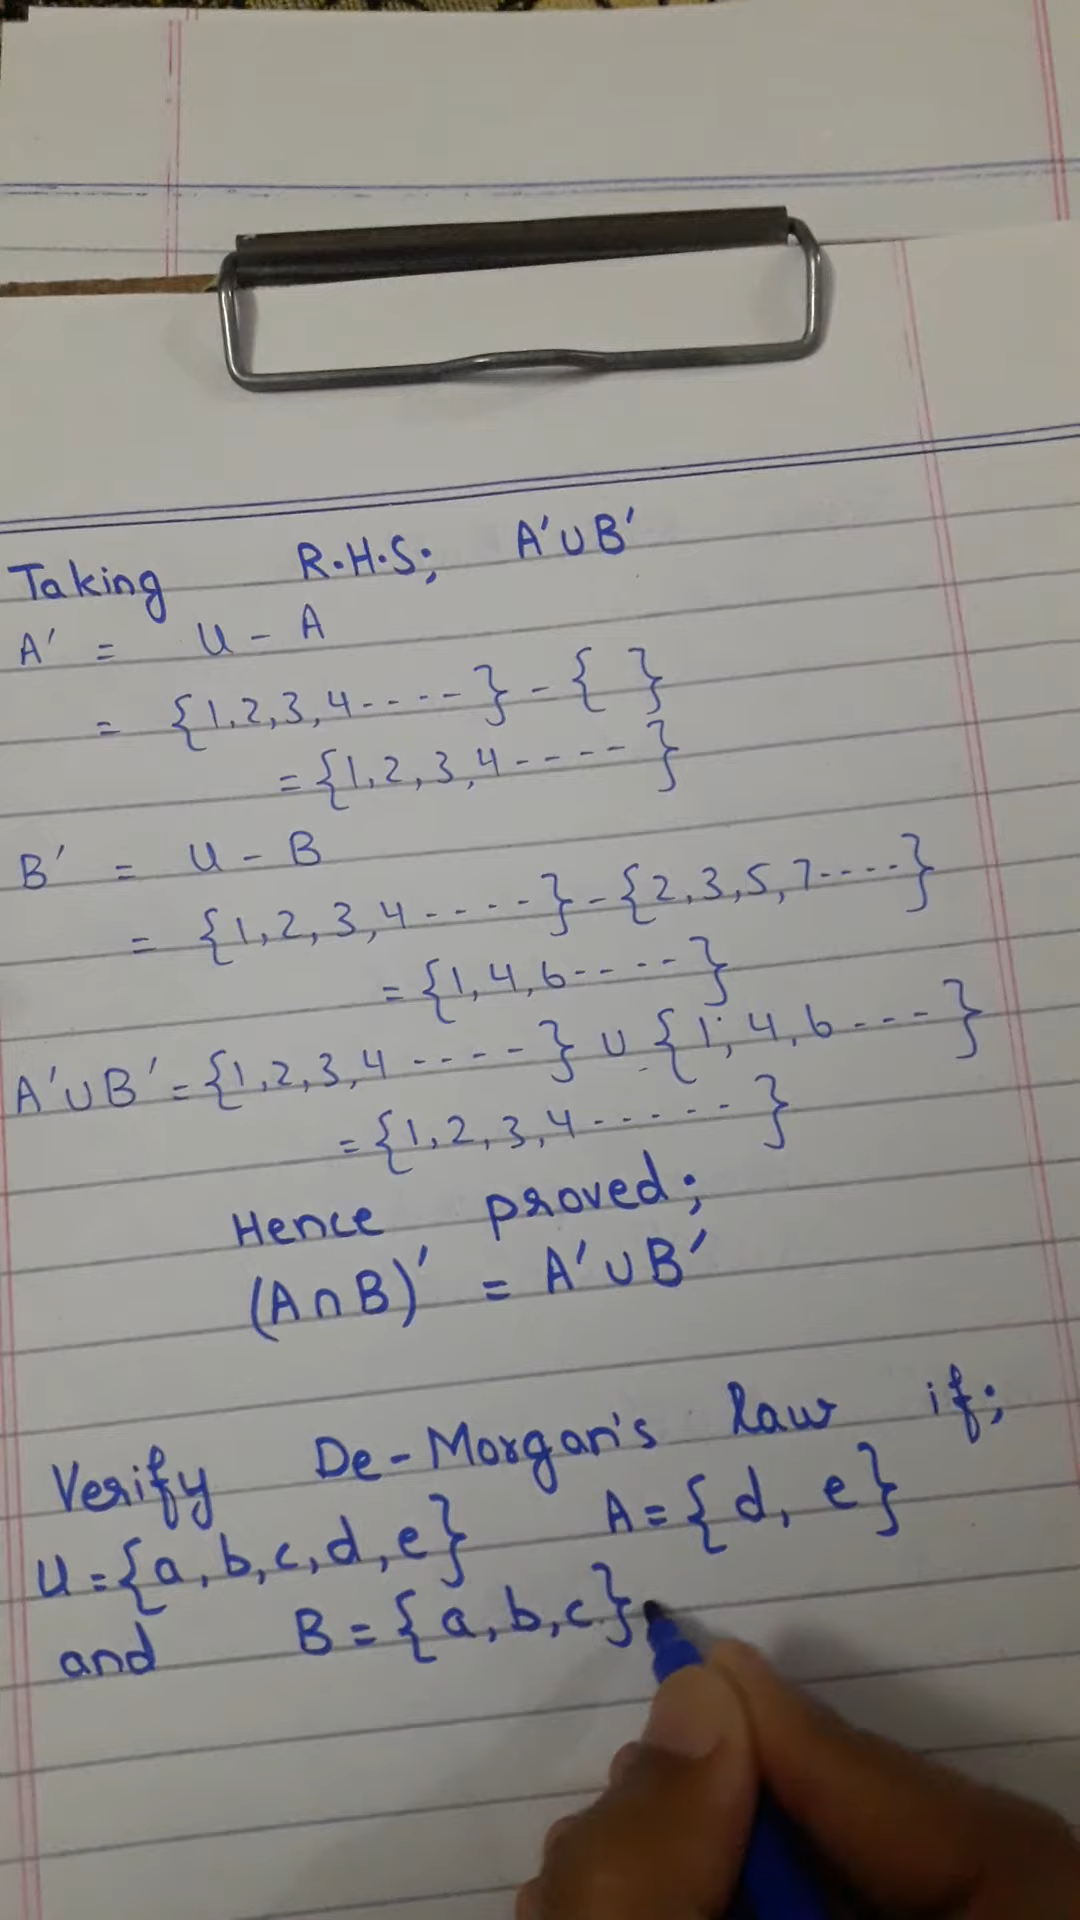 Taking R.H.S; A'∪B'
A' = U - A
= {1,2,3,4----} - { }
= {1,2,3,4----}
B' = U - B
= {1,2,3,4-----} - {2,3,5,7----}
= {1,4,6-----}
A'∪B' = {1,2,3,4-----} ∪ {1,4,6---}
= {1,2,3,4------}
Hence proved;
(A∩B)' = A'∪B'
Verify De-Morgan's Law if;
U={a,b,c,d,e} A={d, e}
and B={a,b,c}